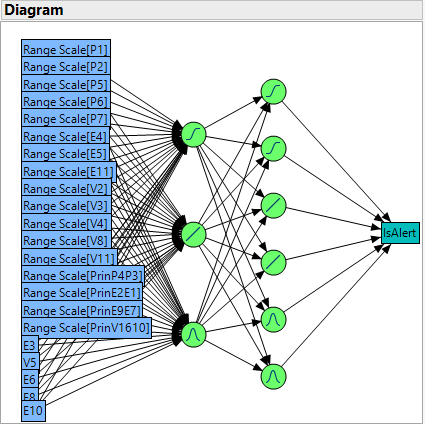 Diagram
Range Scale[P1]
Range Scale[P2]
Range Scale[P5]
Range Scale[P6]
Range Scale[P7]
Range Scale[E4]
Range Scale[E5]
Range Scale[E11]
Range Scale[V2]
Range Scale[V3]
Range Scale[V4]
Range Scale[V8]
Range Scale[V11]
Range Scale[PrinP4P3]
Range Scale[PrinE2E1]
Range Scale[PrinE9E7]
Range Scale[PrinV1610]
E3
V5
E6
E8
E10
IsAlert